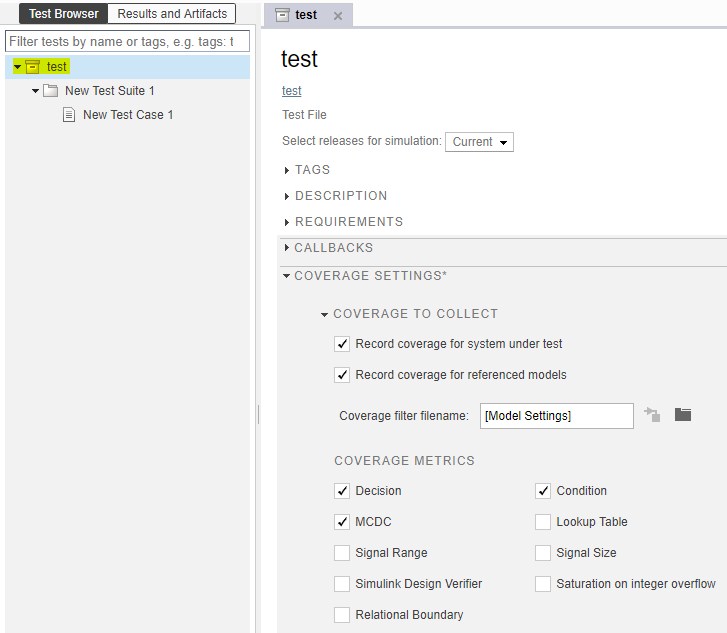 Test Browser
Results and Artifacts
Filter tests by name or tags, e.g. tags: t
test
New Test Suite 1
New Test Case 1
test
test
test
Test File
Select releases for simulation: Current
TAGS
DESCRIPTION
REQUIREMENTS
CALLBACKS
COVERAGE SETTINGS*
COVERAGE TO COLLECT
Record coverage for system under test
Record coverage for referenced models
Coverage filter filename: [Model Settings]
COVERAGE METRICS
Decision
Condition
MCDC
Lookup Table
Signal Range
Signal Size
Simulink Design Verifier
Saturation on integer overflow
Relational Boundary